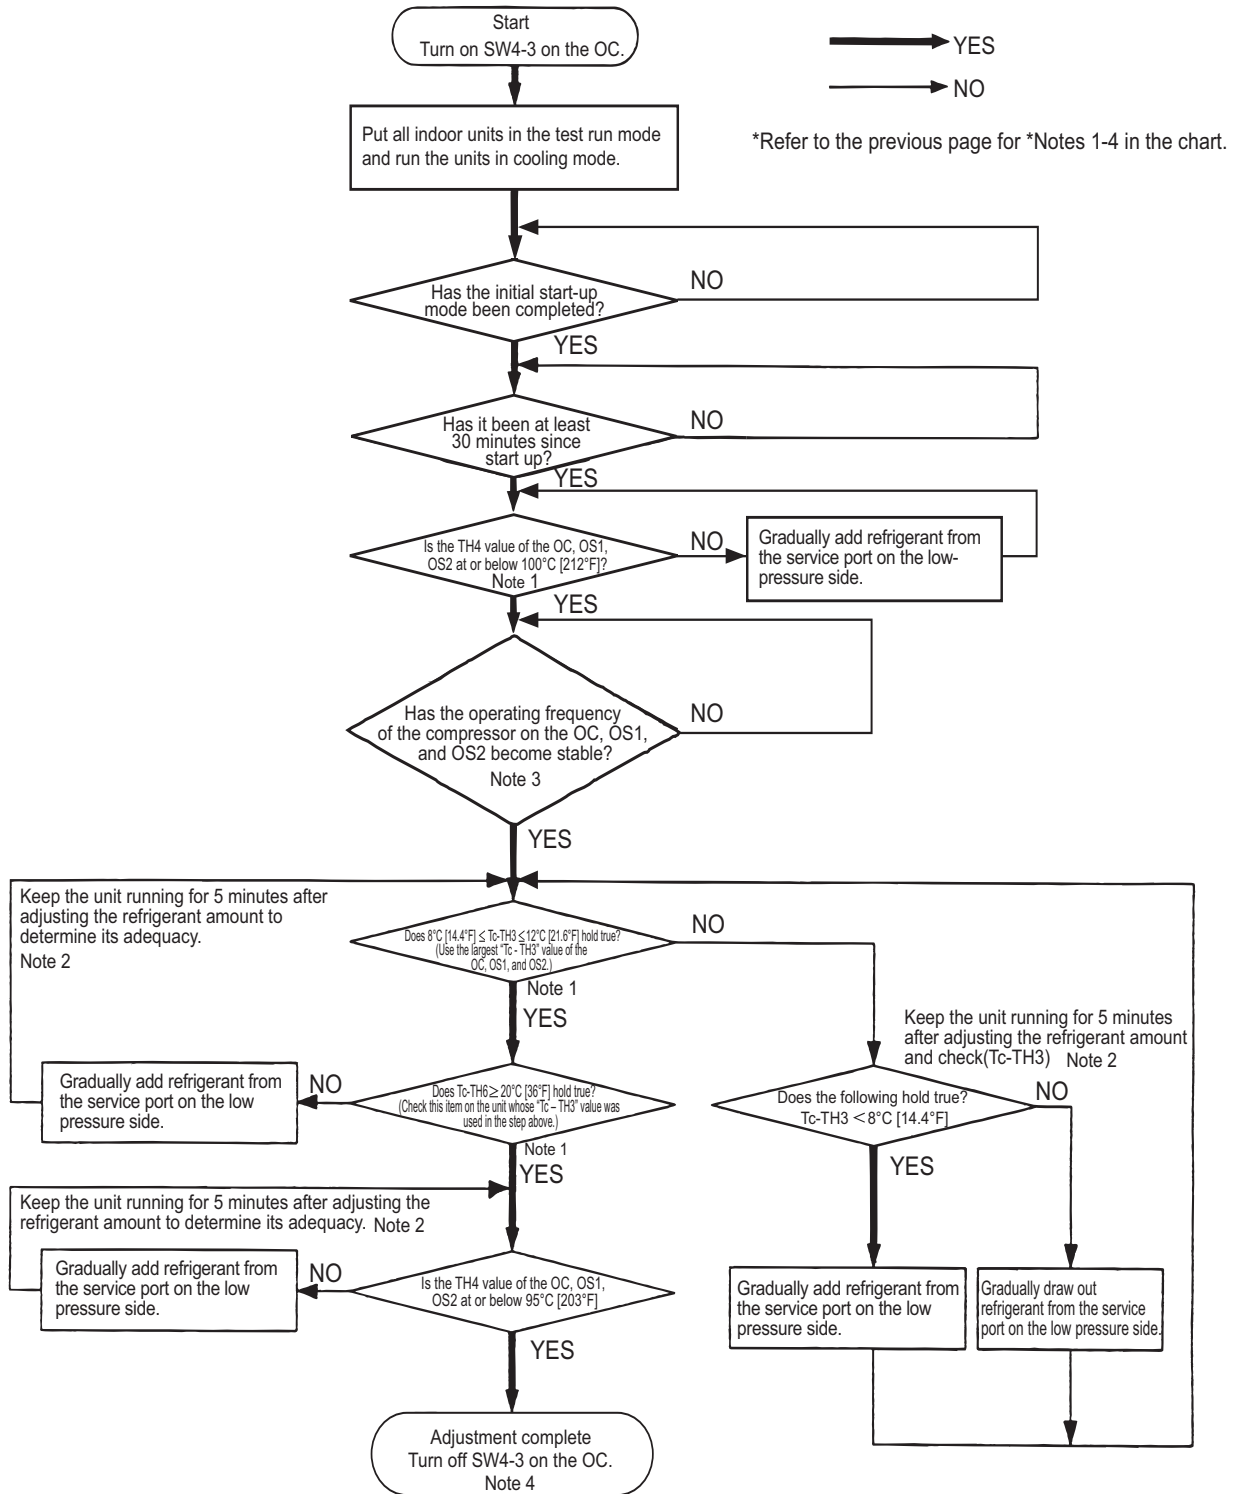 Start
Turn on SW4-3 on the OC.
YES
NO
*Refer to the previous page for *Notes 1-4 in the chart.
Put all indoor units in the test run mode
and run the units in cooling mode.
Has the initial start-up
mode been completed?
NO
YES
Has it been at least
30 minutes since
start up?
NO
YES
Is the TH4 value of the OC, OS1,
OS2 at or below 100°C [212°F]?
Note 1
NO
Gradually add refrigerant from
the service port on the low-
pressure side.
YES
Has the operating frequency
of the compressor on the OC, OS1,
and OS2 become stable?
Note 3
NO
YES
Keep the unit running for 5 minutes after
adjusting the refrigerant amount to
determine its adequacy.
Note 2
Does 8°C [14.4°F] ≤ Tc-TH3 ≤12°C [21.6°F] hold true?
(Use the largest “Tc - TH3” value of the
OC, OS1, and OS2.)
Note 1
NO
YES
Keep the unit running for 5 minutes
after adjusting the refrigerant amount
and check(Tc-TH3) Note 2
Gradually add refrigerant from
the service port on the low
pressure side.
NO
Does Tc-TH6 ≥ 20°C [36°F] hold true?
(Check this item on the unit whose “Tc – TH3” value was
used in the step above.)
Note 1
YES
Does the following hold true?
Tc-TH3 <8°C [14.4°F]
NO
YES
Keep the unit running for 5 minutes after adjusting the
refrigerant amount to determine its adequacy. Note 2
Gradually add refrigerant from
the service port on the low
pressure side.
NO
Is the TH4 value of the OC, OS1,
OS2 at or below 95°C [203°F]
YES
Gradually add refrigerant from
the service port on the low
pressure side.
Gradually draw out
refrigerant from the service
port on the low pressure side.
Adjustment complete
Turn off SW4-3 on the OC.
Note 4